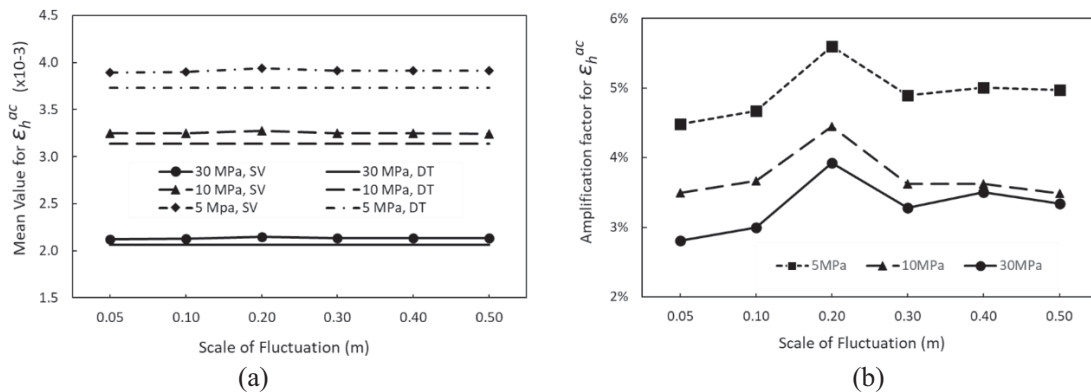 Mean Value for ε_h^{ac} (x10-3)
4.5
4.0
3.5
3.0
2.5
2.0
1.5
30 MPa, SV
30 MPa, DT
10 MPa, SV
10 MPa, DT
5 Mpa, SV
5 MPa, DT
0.05 0.10 0.20 0.30 0.40 0.50
Scale of Fluctuation (m)
(a)
Amplification factor for ε_h^{ac}
6%
5%
4%
3%
2%
5MPa
10MPa
30MPa
0.05 0.10 0.20 0.30 0.40 0.50
Scale of Fluctuation (m)
(b)